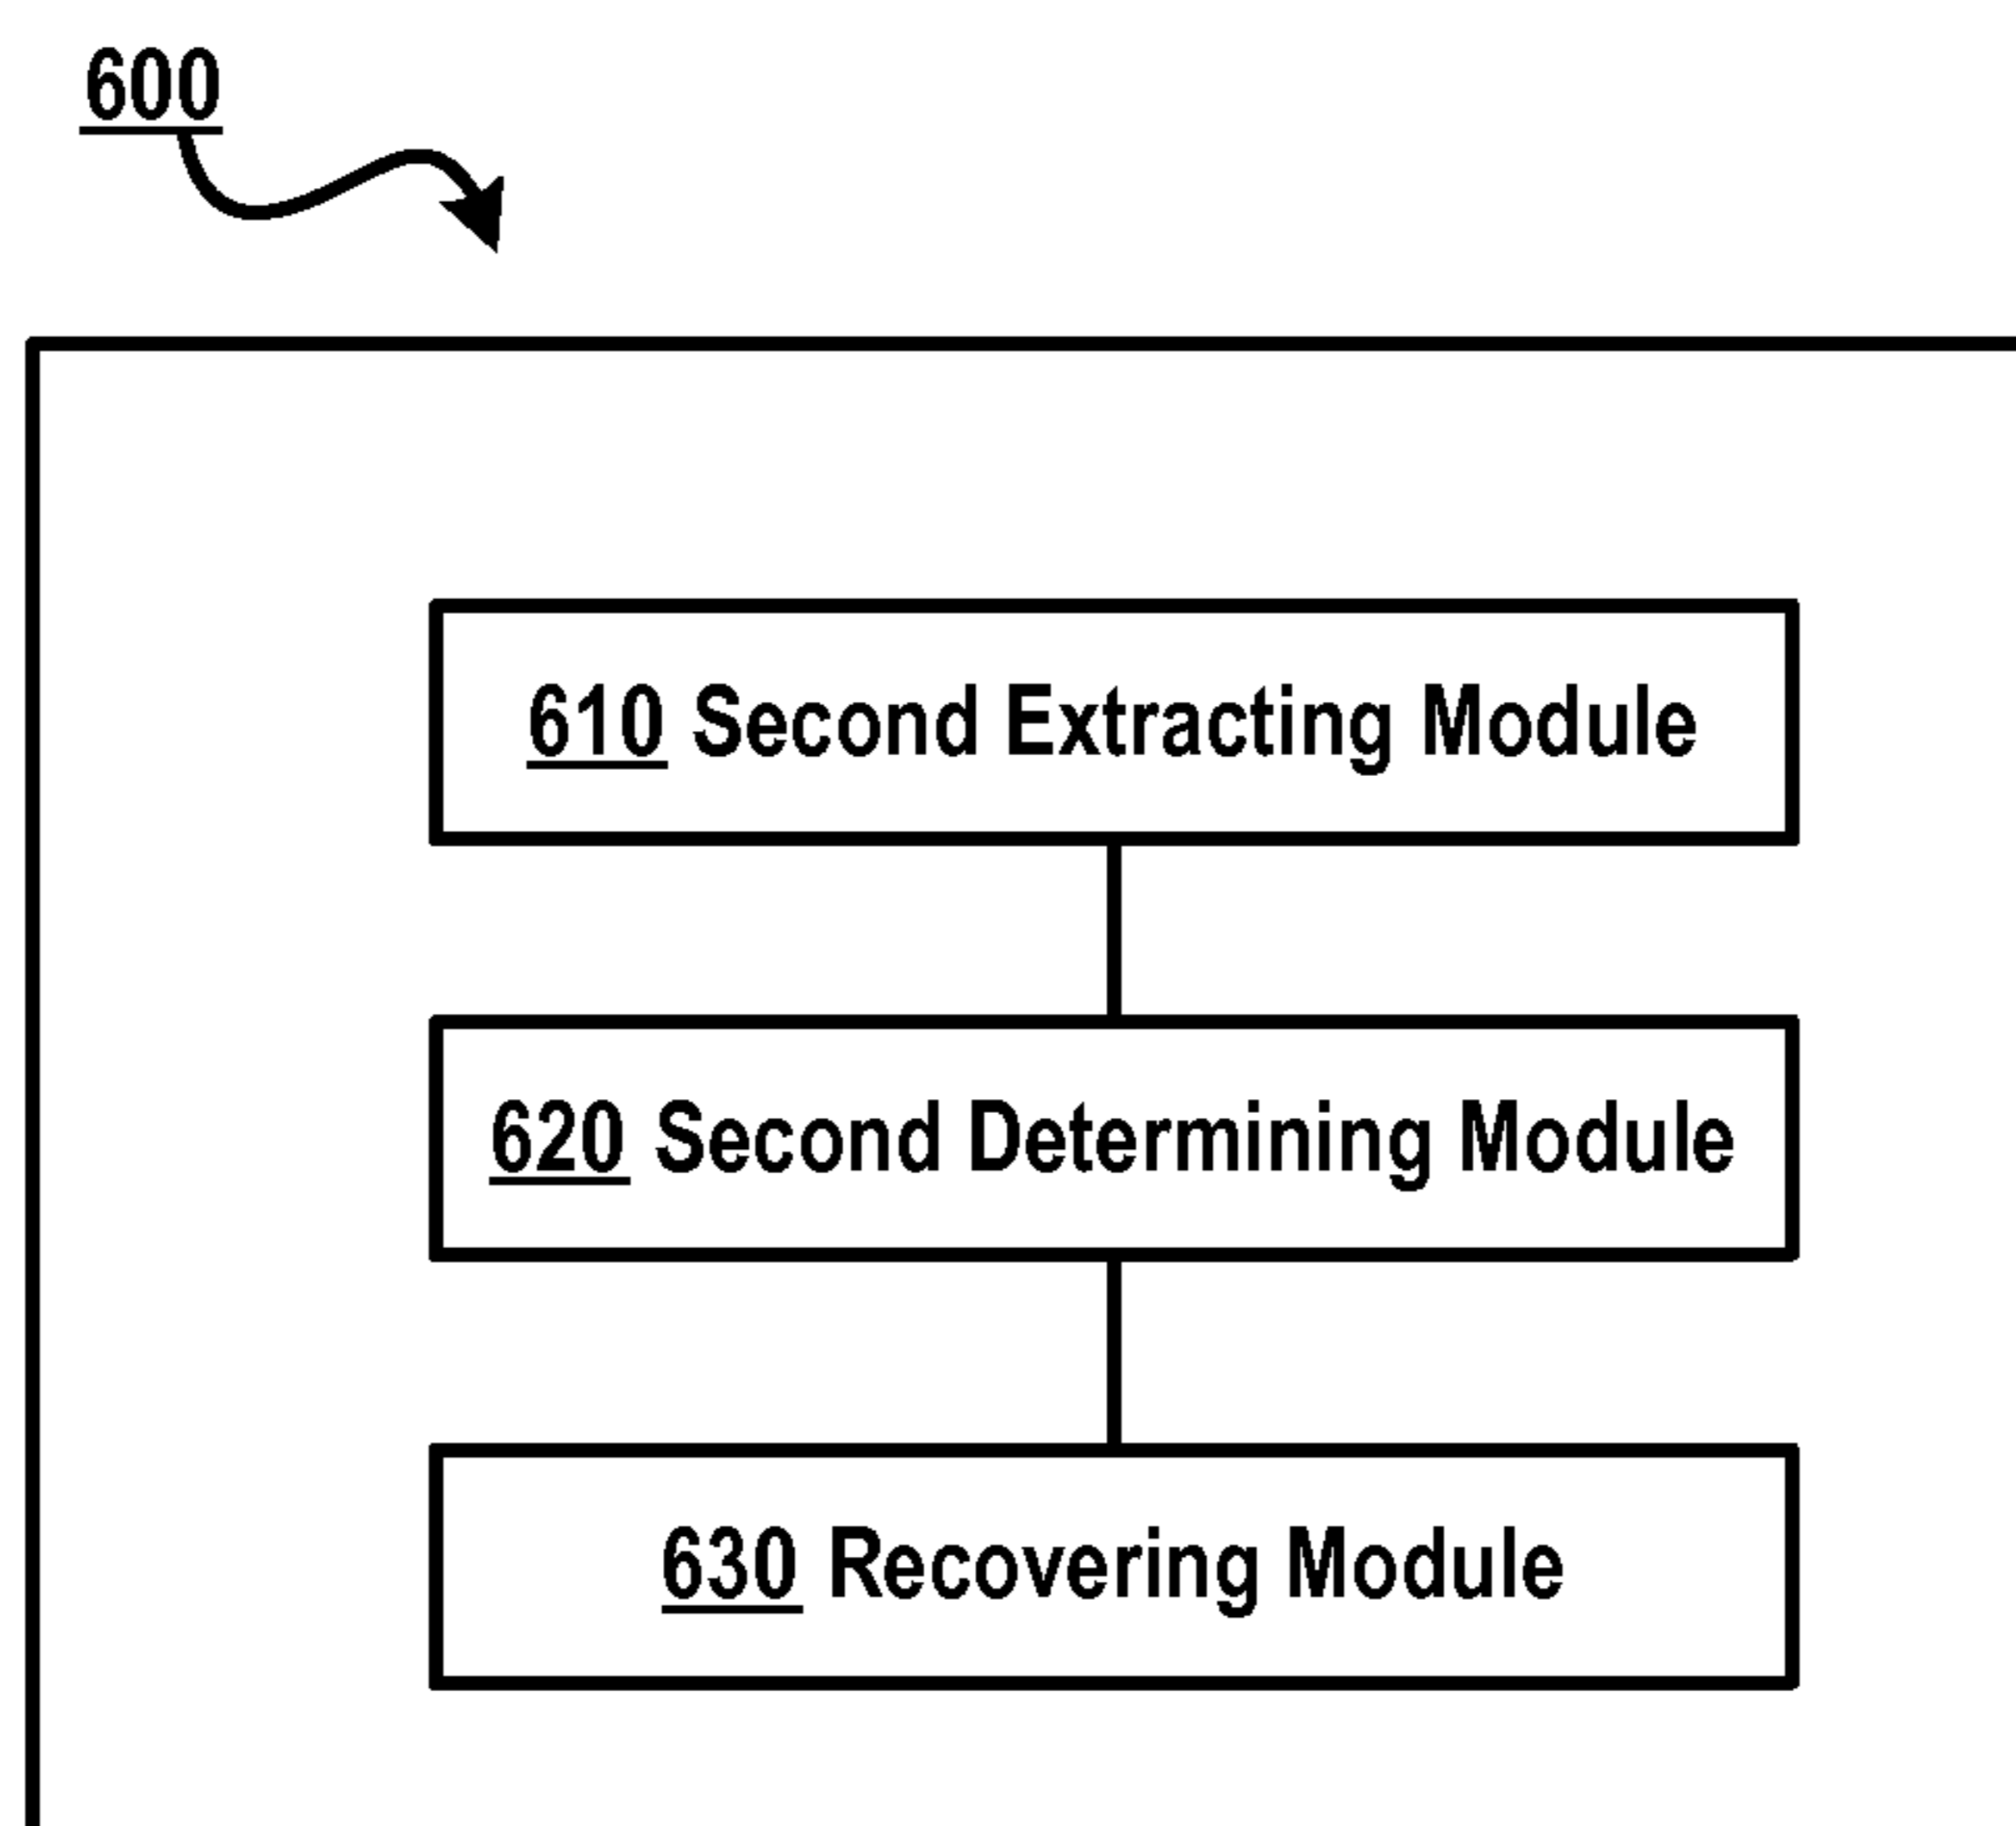 600
610 Second Extracting Module
620 Second Determining Module
630 Recovering Module